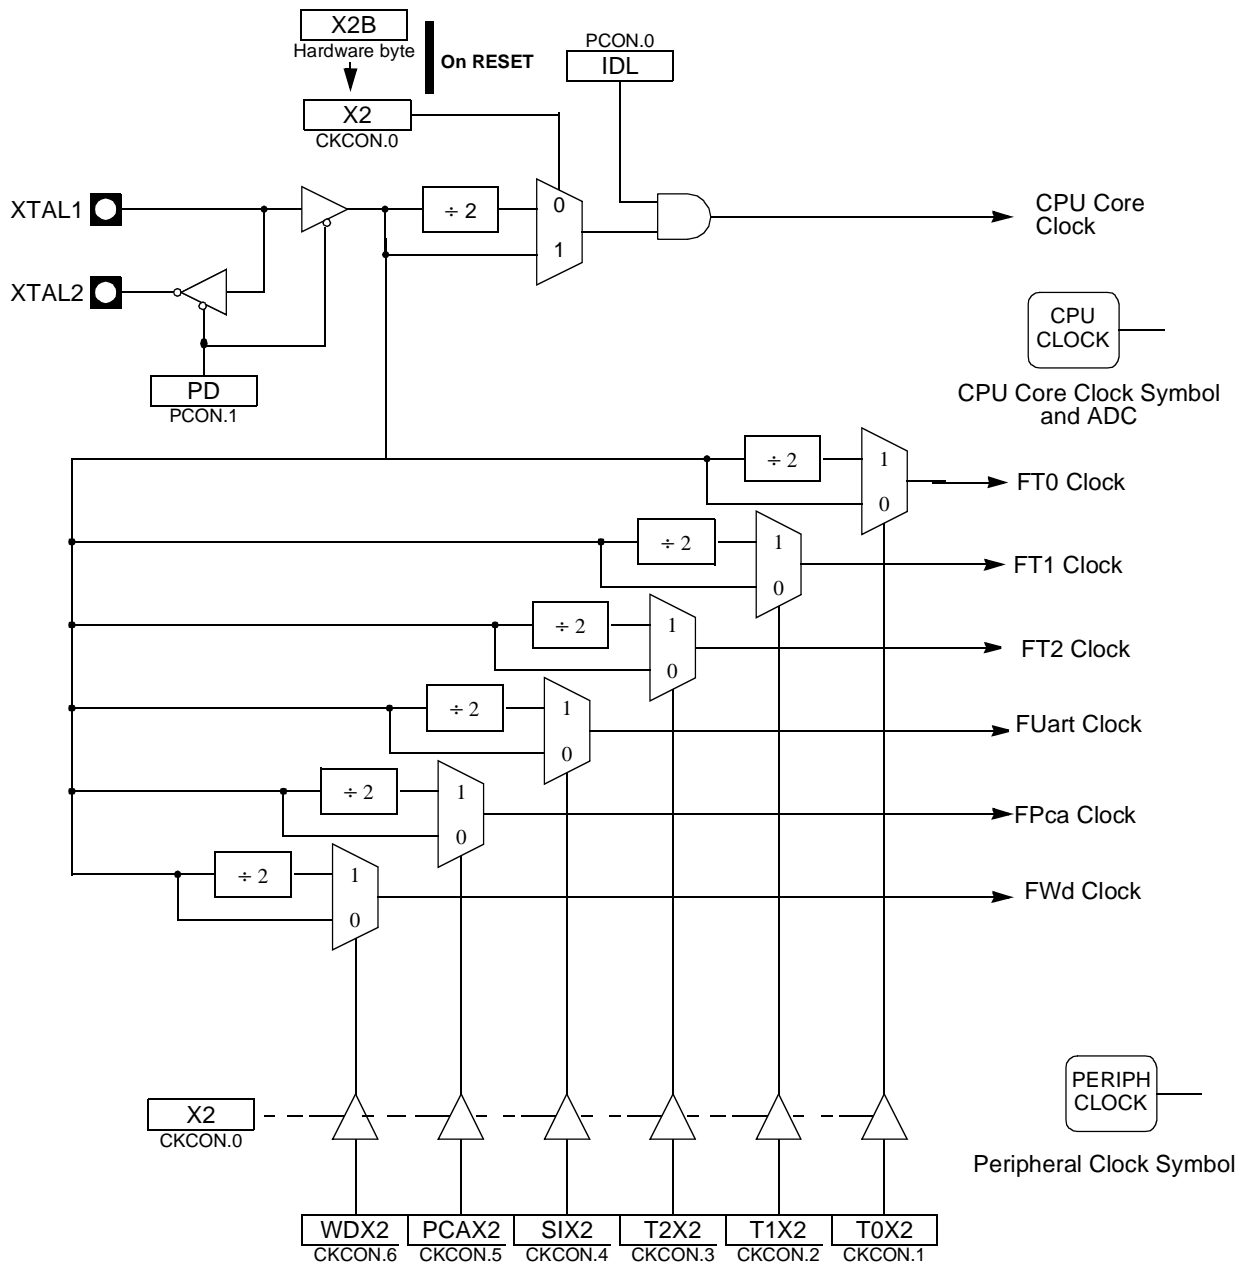 X2B
Hardware byte
On RESET
PCON.0
IDL
X2
CKCON.0
XTAL1
÷ 2
0
1
CPU Core
Clock
XTAL2
CPU
CLOCK
PD
PCON.1
CPU Core Clock Symbol
and ADC
÷ 2
1
0
FT0 Clock
÷ 2
1
0
FT1 Clock
÷ 2
1
0
FT2 Clock
÷ 2
1
0
FUart Clock
÷ 2
1
0
FPca Clock
÷ 2
1
0
FWd Clock
X2
CKCON.0
PERIPH
CLOCK
Peripheral Clock Symbol
WDX2 PCAX2 SIX2 T2X2 T1X2 T0X2
CKCON.6 CKCON.5 CKCON.4 CKCON.3 CKCON.2 CKCON.1